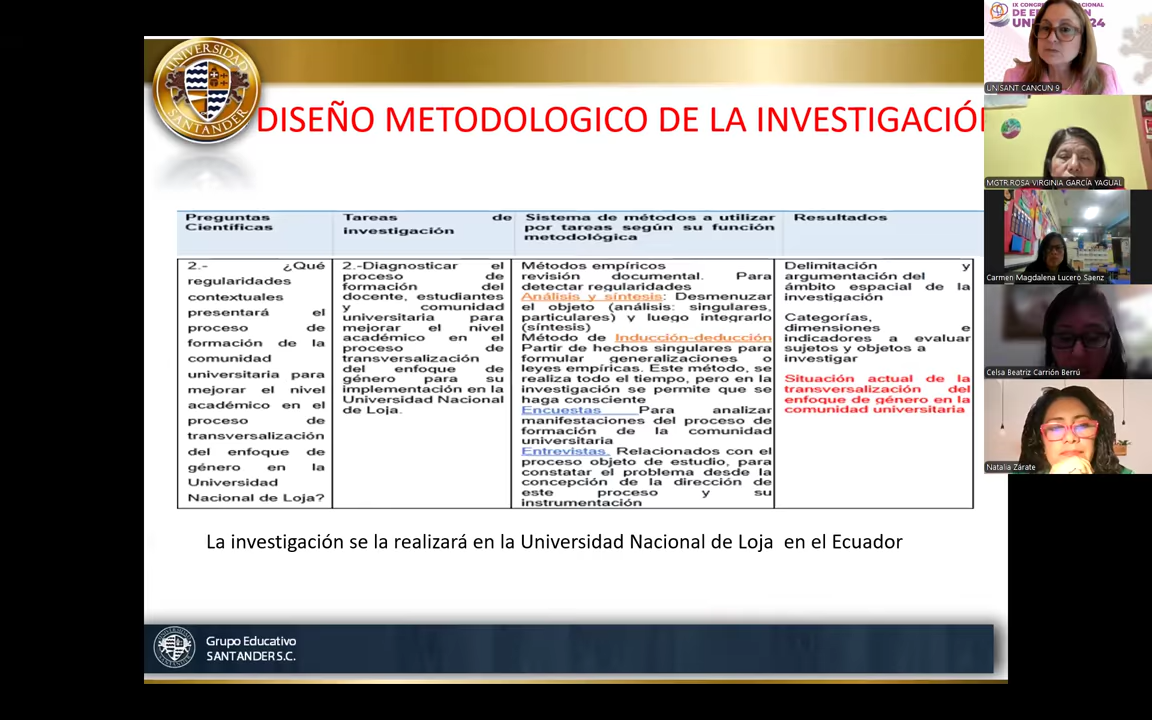 UNIVERSIDAD
SANTANDER
DISEÑO METODOLOGICO DE LA INVESTIGACIÓN
Preguntas
Científicas
Tareas de
investigación
Sistema de métodos a utilizar
por tareas según su función
metodológica
Resultados
2.- ¿Qué
regularidades
contextuales
presentará el
proceso de
formación de la
comunidad
universitaria para
mejorar el nivel
académico en el
proceso de
transversalización
del enfoque de
género en la
Universidad
Nacional de Loja?
2.-Diagnosticar el
proceso de
formación del
docente, estudiantes
y comunidad
universitaria para
mejorar el nivel
académico en el
proceso de
transversalización
del enfoque de
género para su
implementación en la
Universidad Nacional
de Loja.
Métodos empíricos
revisión documental. Para
detectar regularidades
Análisis y síntesis: Desmenuzar
el objeto (análisis: singulares,
particulares) y luego integrarlo
(síntesis)
Método de Inducción-deducción
Partir de hechos singulares para
formular generalizaciones o
leyes empíricas. Este método, se
realiza todo el tiempo, pero en la
investigación se permite que se
haga consciente
Encuestas Para analizar
manifestaciones del proceso de
formación de la comunidad
universitaria
Entrevistas. Relacionados con el
proceso objeto de estudio, para
constatar el problema desde la
concepción de la dirección de
este proceso y su
instrumentación
Delimitación y
argumentación del
ámbito espacial de la
investigación
Categorías,
dimensiones e
indicadores a evaluar
sujetos y objetos a
investigar
Situación actual de la
transversalización del
enfoque de género en la
comunidad universitaria
La investigación se la realizará en la Universidad Nacional de Loja en el Ecuador
Grupo Educativo
SANTANDER S.C.
IX CONGR
DE E
UNI 24
UNISANT CANCUN 9
MGTR.ROSA VIRGINIA GARCÍA YAGUAL
Carmen Magdalena Lucero Saenz
Celsa Beatriz Carrión Berrú
Natalia Zárate